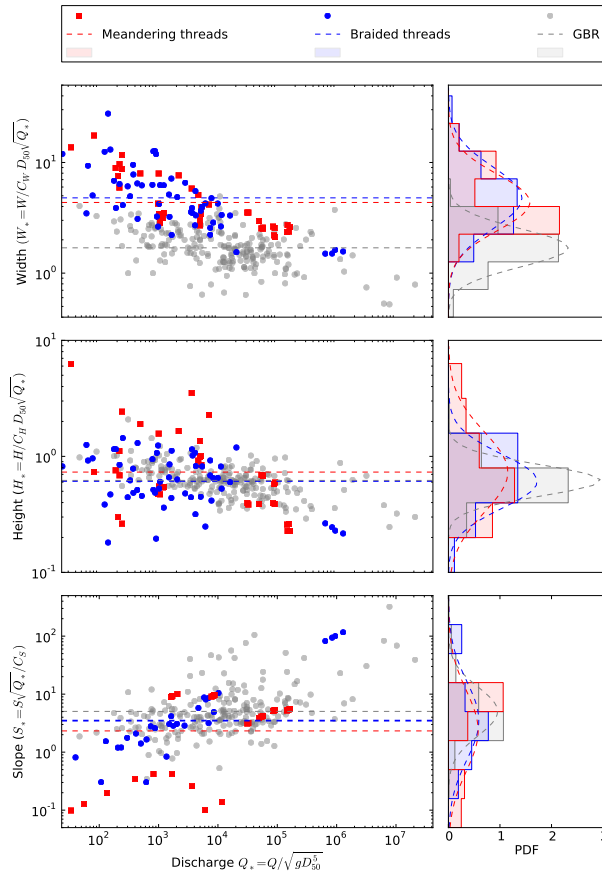 Meandering threads Braided threads GBR
Width (W* = W/C_W D_50 √Q*)
10^1
10^0
Height (H* = H/C_H D_50 √Q*)
10^1
10^0
10^-1
Slope (S* = S√Q*/C_S)
10^2
10^1
10^0
10^-1
10^2 10^3 10^4 10^5 10^6 10^7
Discharge Q* = Q/√gD_50^5
0 1 2 3
PDF